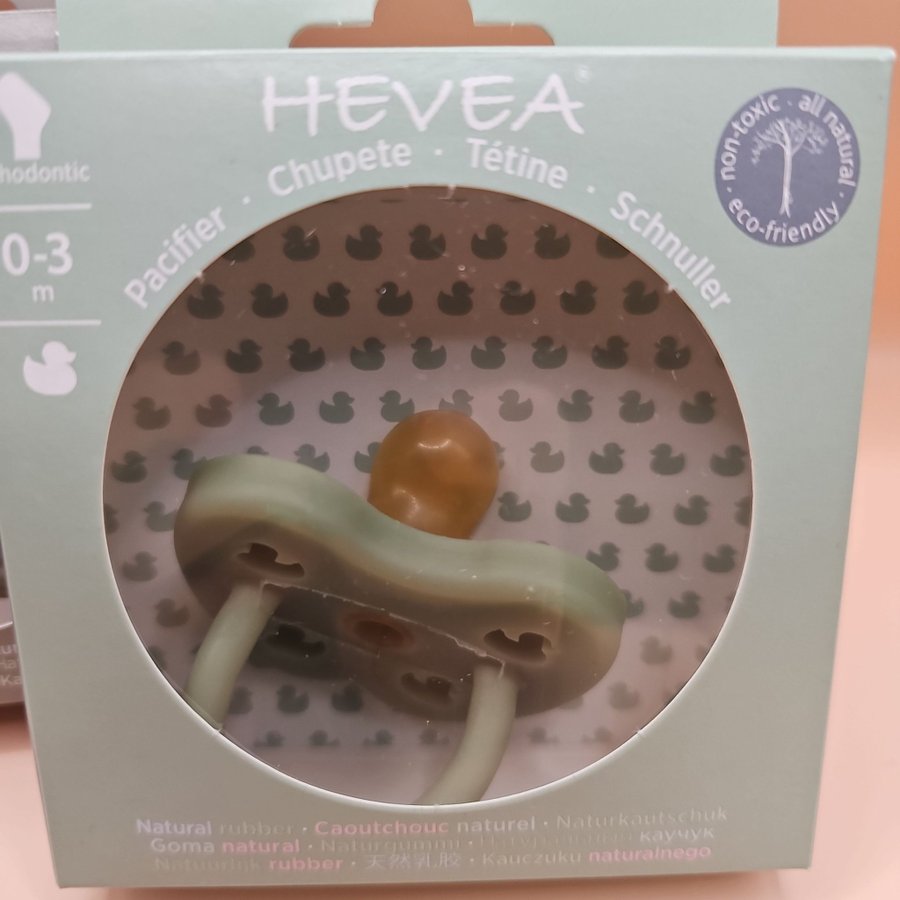 HEVEA
Pacifier · Chupete · Tétine · Schnuller
· non-toxic · all natural · eco-friendly
hodontic
0-3
m
Natural rubber · Caoutchouc naturel · Naturkautschuk
Goma natural · Naturgummi · Натуральный каучук
Natuurlijk rubber · 天然乳胶 · Kauczuku naturalnego